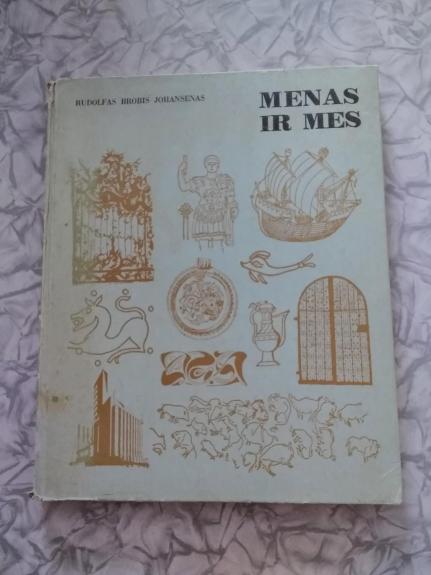 RUDOLFAS BROBIS JOHANSENAS
MENAS
IR MES